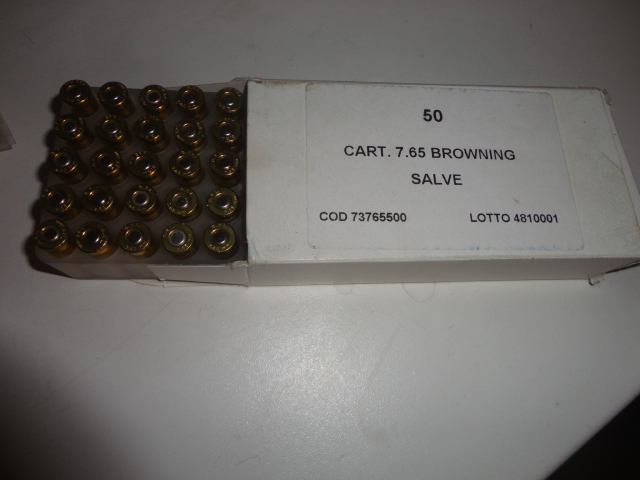 50
CART. 7.65 BROWNING
SALVE
COD 73765500 LOTTO 4810001